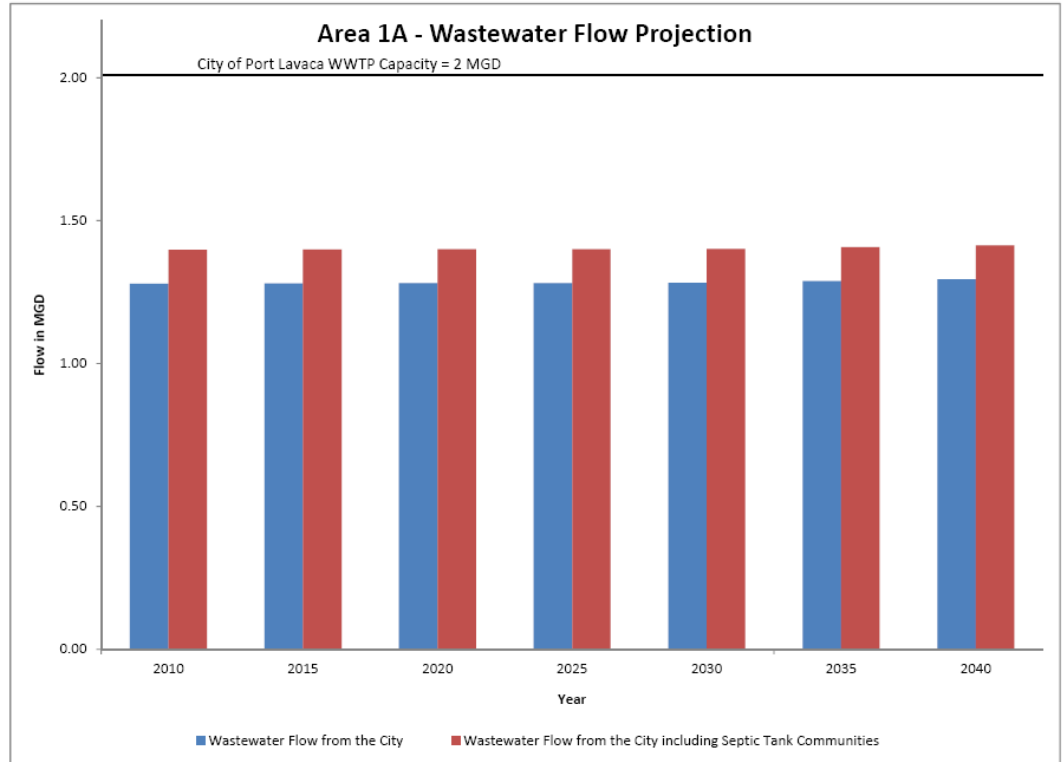 Area 1A - Wastewater Flow Projection
City of Port Lavaca WWTP Capacity = 2 MGD
2.00
1.50
1.00
0.50
0.00
Flow in MGD
2010 2015 2020 2025 2030 2035 2040
Year
Wastewater Flow from the City Wastewater Flow from the City including Septic Tank Communities